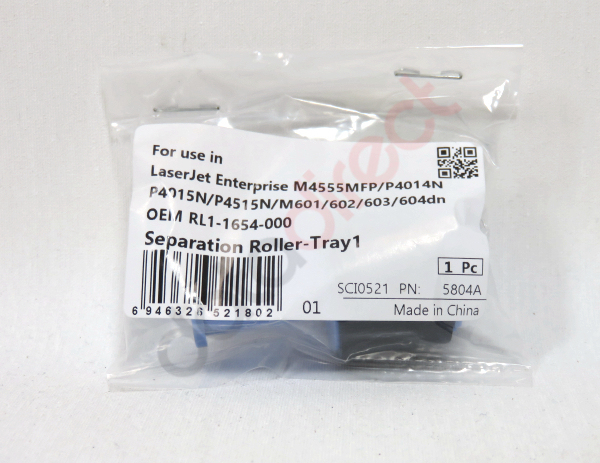 For use in
LaserJet Enterprise M4555MFP/P4014N
P4015N/P4515N/M601/602/603/604dn
OEM RL1-1654-000
Separation Roller-Tray1
1 Pc
SCI0521 PN: 5804A
6 946326 521802
01
Made in China
direct